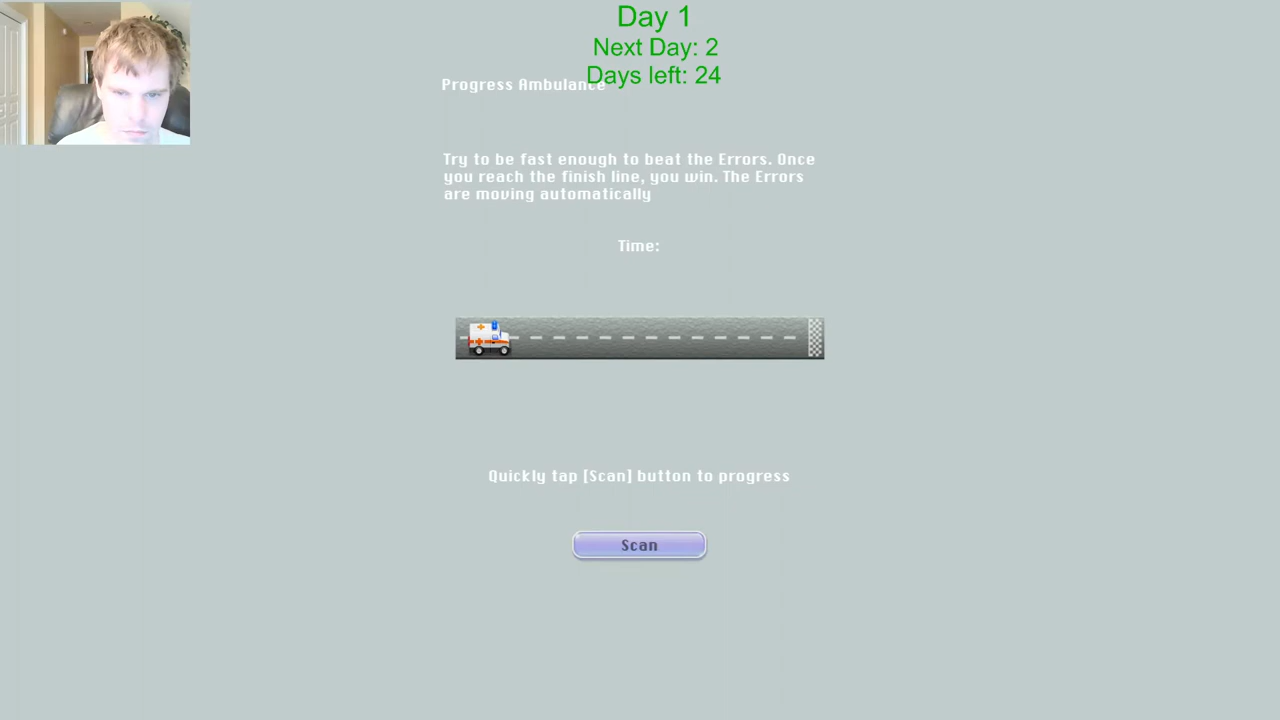 Day 1
Next Day: 2
Days left: 24
Progress Ambulance
Try to be fast enough to beat the Errors. Once
you reach the finish line, you win. The Errors
are moving automatically
Time:
Quickly tap [Scan] button to progress
Scan